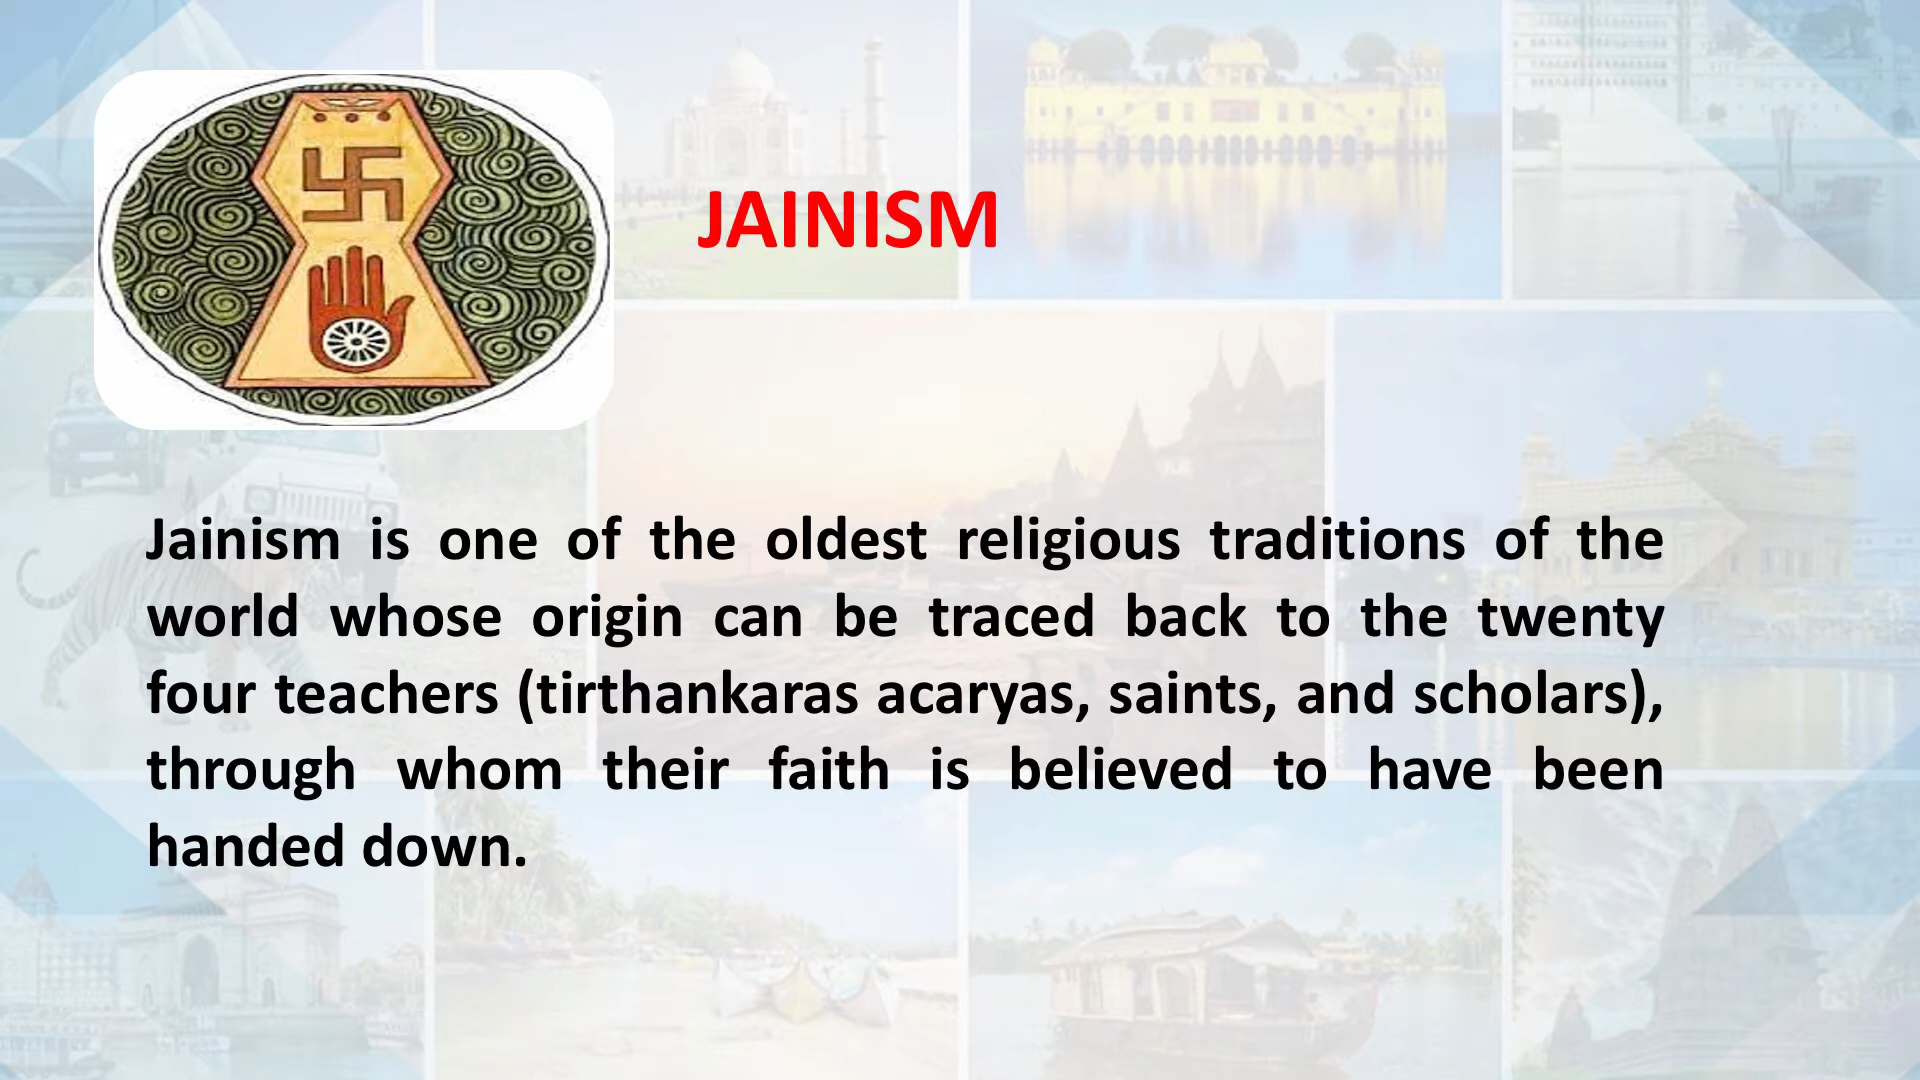 JAINISM
Jainism is one of the oldest religious traditions of the
world whose origin can be traced back to the twenty
four teachers (tirthankaras acaryas, saints, and scholars),
through whom their faith is believed to have been
handed down.